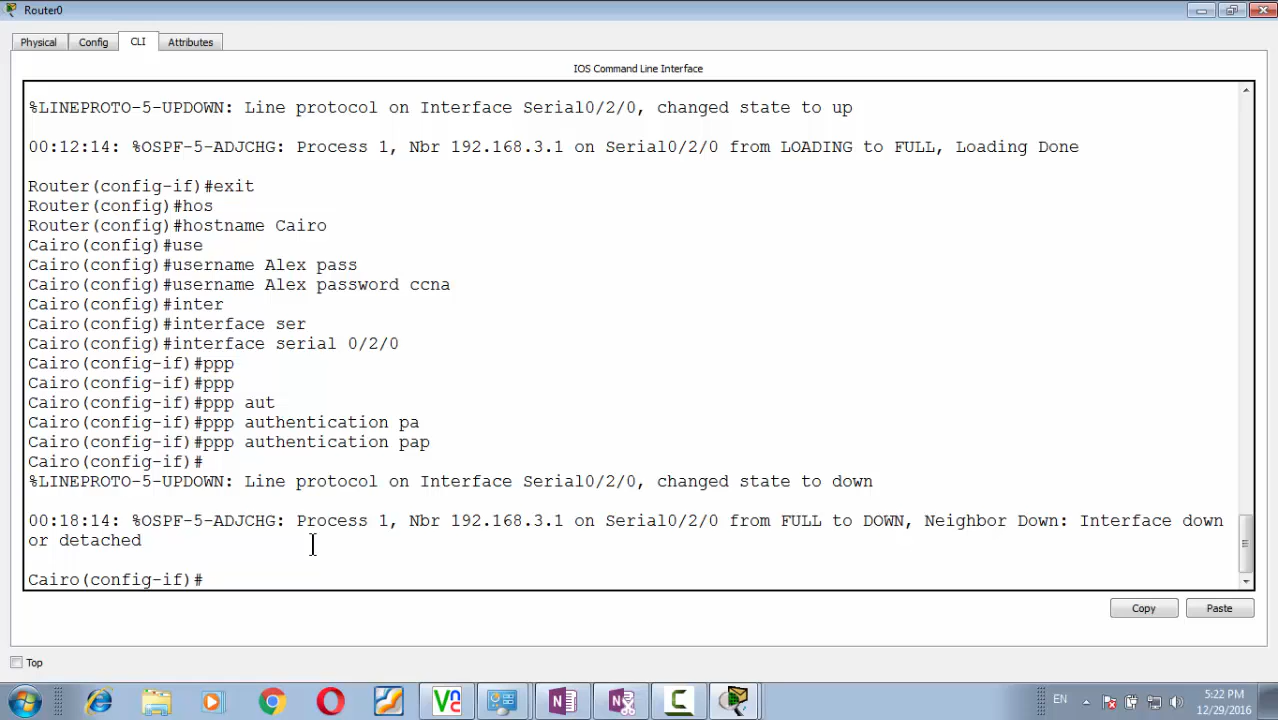 Router0
Physical
Config
CLI
Attributes
IOS Command Line Interface
%LINEPROTO-5-UPDOWN: Line protocol on Interface Serial0/2/0, changed state to up
00:12:14: %OSPF-5-ADJCHG: Process 1, Nbr 192.168.3.1 on Serial0/2/0 from LOADING to FULL, Loading Done
Router(config-if)#exit
Router(config)#hos
Router(config)#hostname Cairo
Cairo(config)#use
Cairo(config)#username Alex pass
Cairo(config)#username Alex password ccna
Cairo(config)#inter
Cairo(config)#interface ser
Cairo(config)#interface serial 0/2/0
Cairo(config-if)#ppp
Cairo(config-if)#ppp
Cairo(config-if)#ppp aut
Cairo(config-if)#ppp authentication pa
Cairo(config-if)#ppp authentication pap
Cairo(config-if)#
%LINEPROTO-5-UPDOWN: Line protocol on Interface Serial0/2/0, changed state to down
00:18:14: %OSPF-5-ADJCHG: Process 1, Nbr 192.168.3.1 on Serial0/2/0 from FULL to DOWN, Neighbor Down: Interface down
or detached
Cairo(config-if)#
Copy
Paste
Top
EN
5:22 PM
12/29/2016